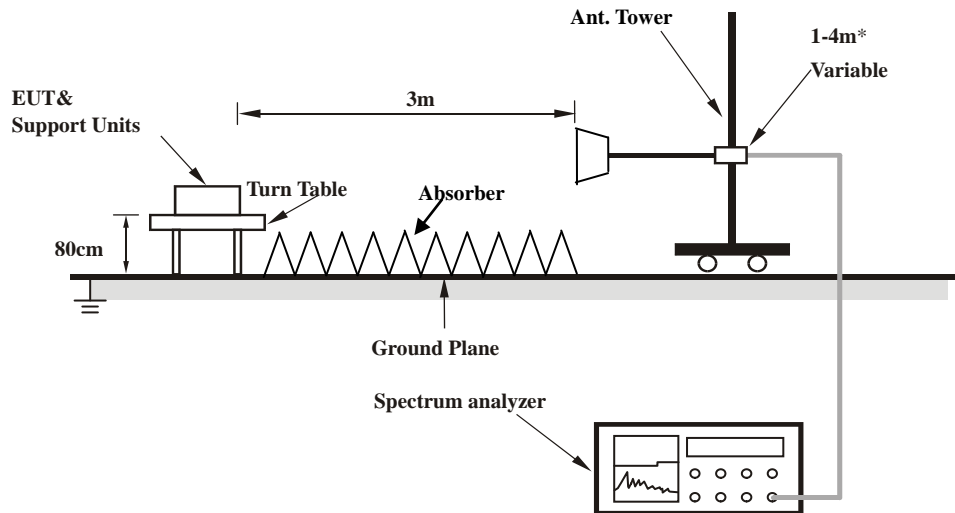 Ant. Tower
1-4m*
Variable
EUT&
Support Units
3m
Turn Table
Absorber
80cm
Ground Plane
Spectrum analyzer